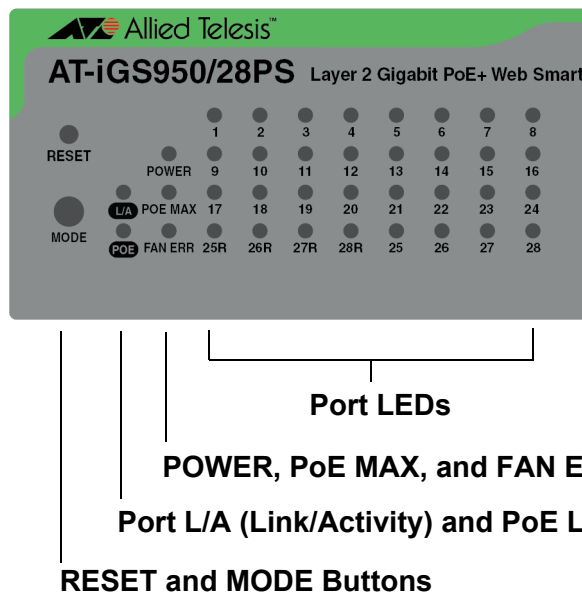 Allied Telesis™
AT-iGS950/28PS Layer 2 Gigabit PoE+ Web Smart
1 2 3 4 5 6 7 8
RESET
POWER 9 10 11 12 13 14 15 16
L/A POE MAX 17 18 19 20 21 22 23 24
MODE
POE FAN ERR 25R 26R 27R 28R 25 26 27 28
Port LEDs
POWER, PoE MAX, and FAN E
Port L/A (Link/Activity) and PoE L
RESET and MODE Buttons